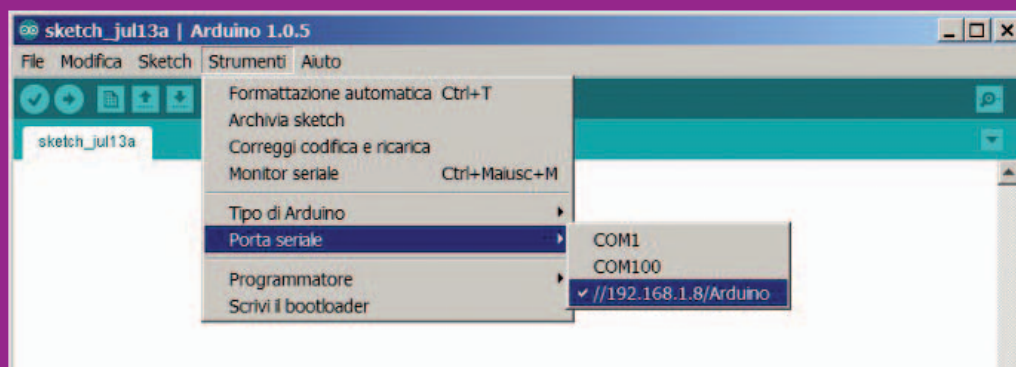 sketch_jul13a | Arduino 1.0.5
File Modifica Sketch Strumenti Aiuto
sketch_jul13a
Formattazione automatica Ctrl+T
Archivia sketch
Correggi codifica e ricarica
Monitor seriale Ctrl+Maiusc+M
Tipo di Arduino
Porta seriale
COM1
COM100
//192.168.1.8/Arduino
Programmatore
Scrivi il bootloader